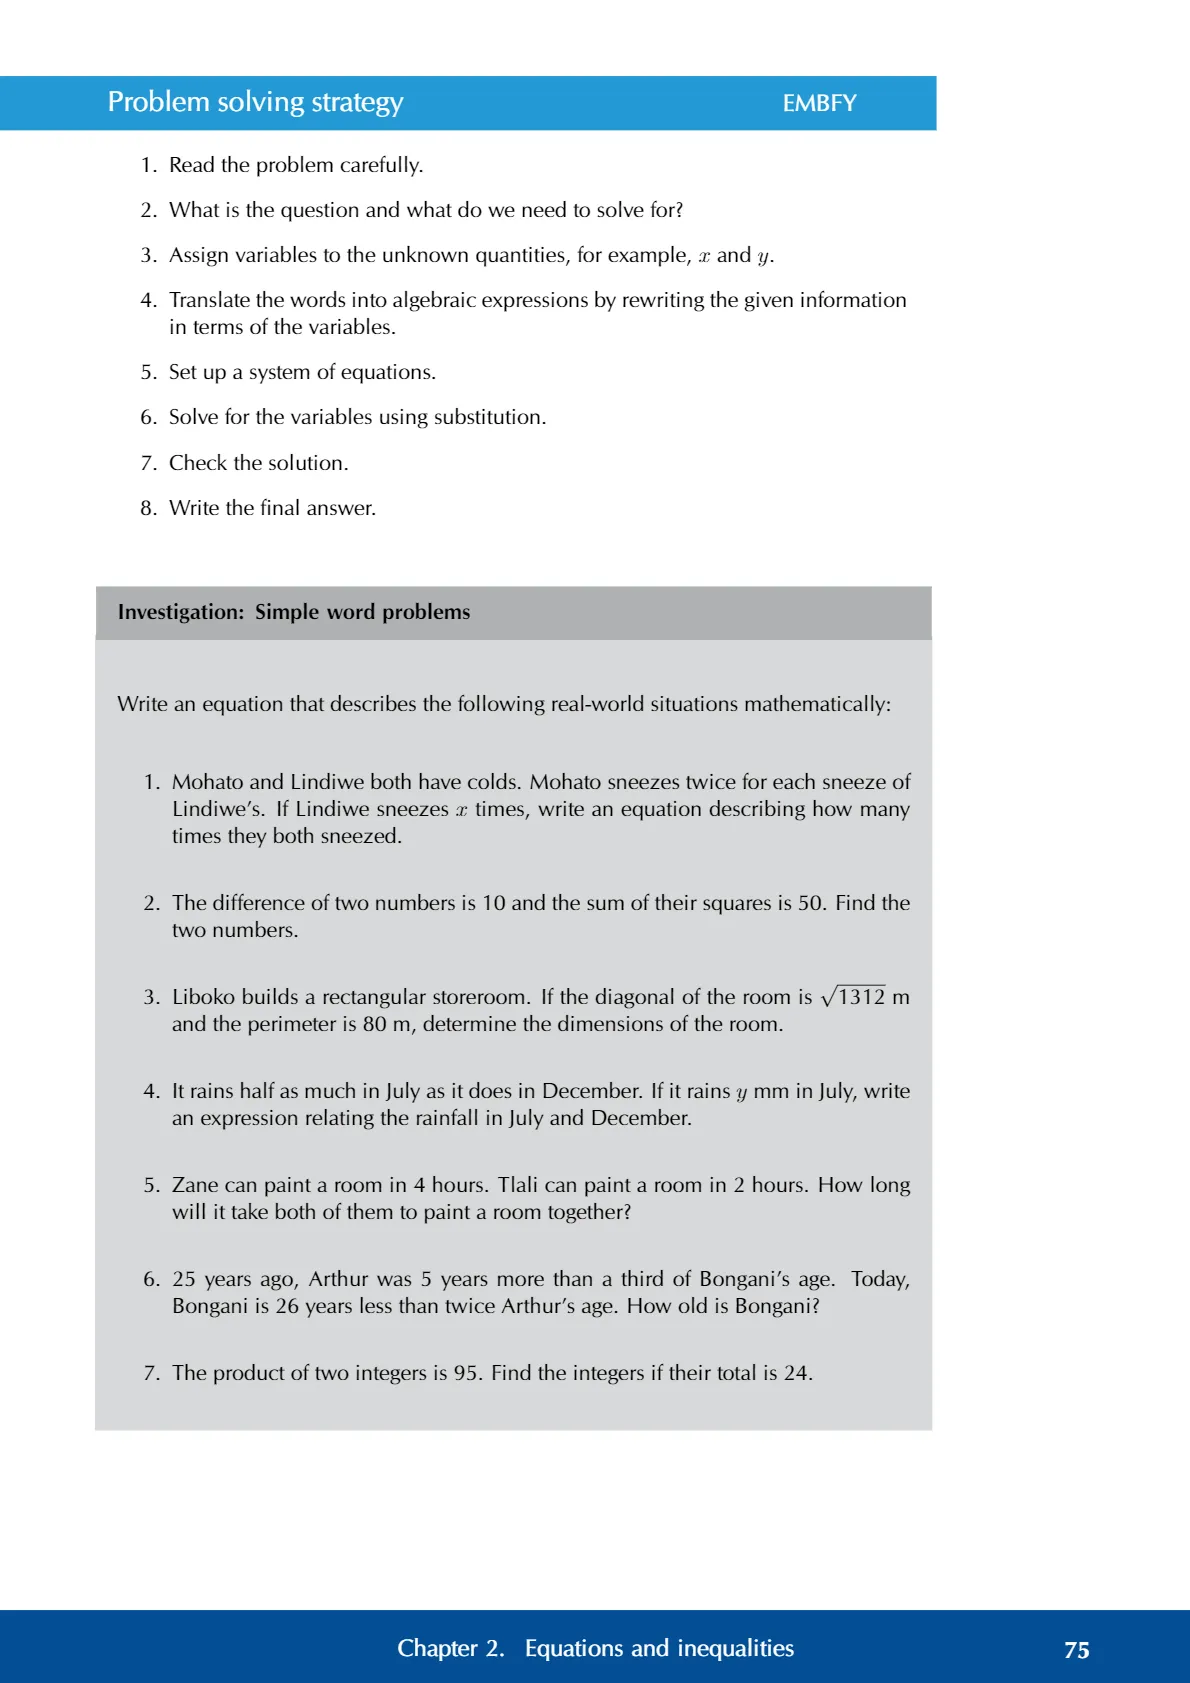 Problem solving strategy EMBFY
1. Read the problem carefully.
2. What is the question and what do we need to solve for?
3. Assign variables to the unknown quantities, for example, x and y.
4. Translate the words into algebraic expressions by rewriting the given information
in terms of the variables.
5. Set up a system of equations.
6. Solve for the variables using substitution.
7. Check the solution.
8. Write the final answer.
Investigation: Simple word problems
Write an equation that describes the following real-world situations mathematically:
1. Mohato and Lindiwe both have colds. Mohato sneezes twice for each sneeze of
Lindiwe’s. If Lindiwe sneezes x times, write an equation describing how many
times they both sneezed.
2. The difference of two numbers is 10 and the sum of their squares is 50. Find the
two numbers.
3. Liboko builds a rectangular storeroom. If the diagonal of the room is √1312 m
and the perimeter is 80 m, determine the dimensions of the room.
4. It rains half as much in July as it does in December. If it rains y mm in July, write
an expression relating the rainfall in July and December.
5. Zane can paint a room in 4 hours. Tlali can paint a room in 2 hours. How long
will it take both of them to paint a room together?
6. 25 years ago, Arthur was 5 years more than a third of Bongani’s age. Today,
Bongani is 26 years less than twice Arthur’s age. How old is Bongani?
7. The product of two integers is 95. Find the integers if their total is 24.
Chapter 2. Equations and inequalities 75